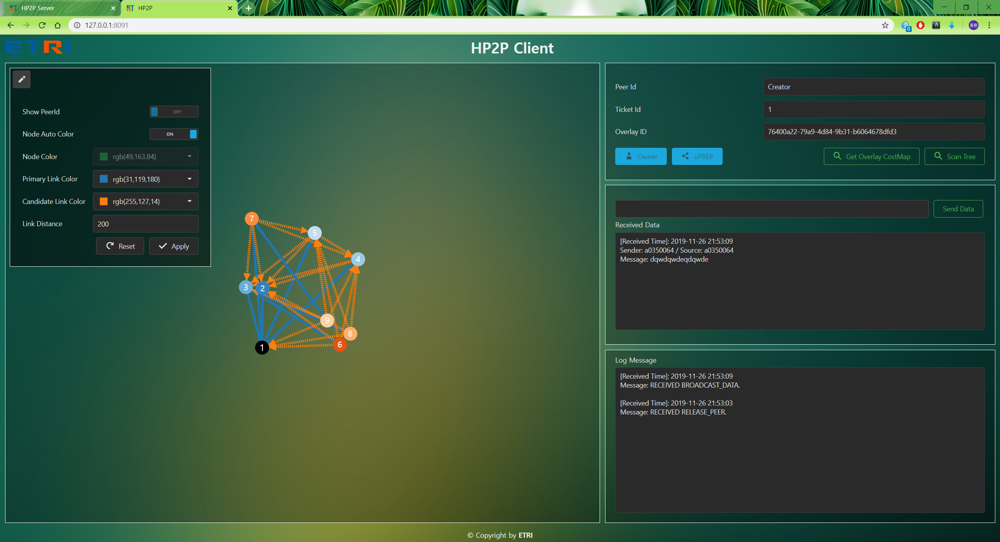 HP2P Server
HP2P
127.0.0.1:8091
0
A
종환
ETRI
HP2P Client
Show PeerId
OFF
Node Auto Color
ON
Node Color
rgb(49,163,84)
Primary Link Color
rgb(31,119,180)
Candidate Link Color
rgb(255,127,14)
Link Distance
200
Reset
Apply
7
5
4
3
2
9
8
6
1
Peer Id
Creator
Ticket Id
1
Overlay ID
76400a22-79a9-4d84-9b31-b6064678dfd3
Owner
uPREP
Get Overlay CostMap
Scan Tree
Send Data
Received Data
[Received Time]: 2019-11-26 21:53:09
Sender: a0350064 / Source: a0350064
Message: dqwdqwdeqdqwde
Log Message
[Received Time]: 2019-11-26 21:53:09
Message: RECEIVED BROADCAST_DATA.
[Received Time]: 2019-11-26 21:53:03
Message: RECEIVED RELEASE_PEER.
© Copyright by ETRI